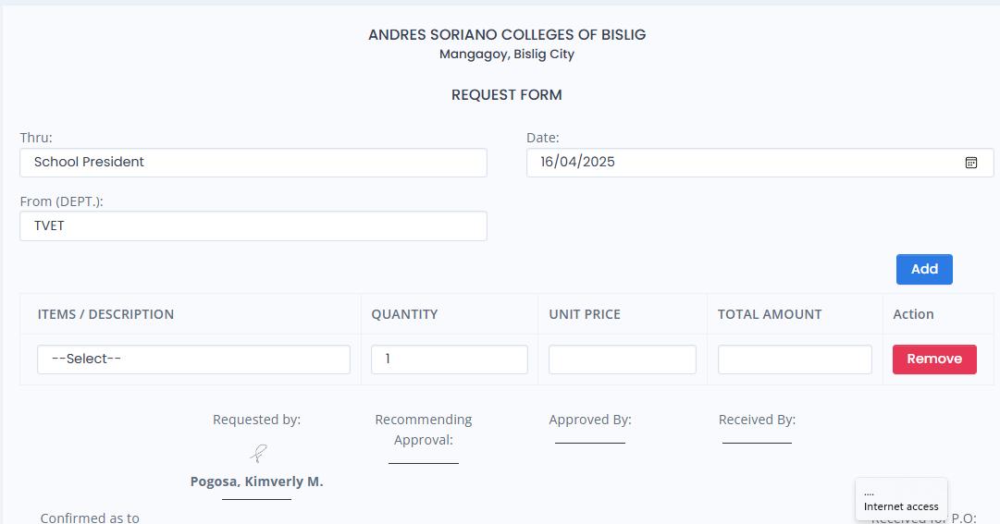 ANDRES SORIANO COLLEGES OF BISLIG
Mangagoy, Bislig City
REQUEST FORM
Thru:
School President
Date:
16/04/2025
From (DEPT.):
TVET
Add
ITEMS / DESCRIPTION QUANTITY UNIT PRICE TOTAL AMOUNT Action
--Select-- 1 Remove
Requested by:
Pogosa, Kimverly M.
Recommending
Approval:
Approved By:
Received By:
....
Internet access
Confirmed as to
Received for P.O: